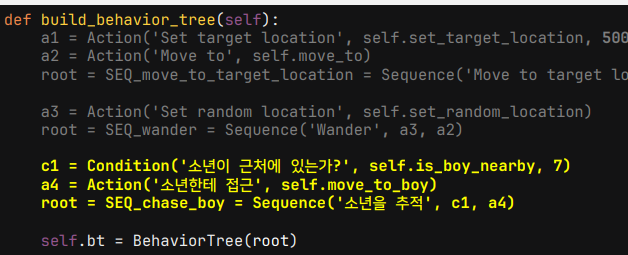 def build_behavior_tree(self):
a1 = Action('Set target location', self.set_target_location, 500
a2 = Action('Move to', self.move_to)
root = SEQ_move_to_target_location = Sequence('Move to target lo
a3 = Action('Set random location', self.set_random_location)
root = SEQ_wander = Sequence('Wander', a3, a2)
c1 = Condition('소년이 근처에 있는가?', self.is_boy_nearby, 7)
a4 = Action('소년한테 접근', self.move_to_boy)
root = SEQ_chase_boy = Sequence('소년을 추적', c1, a4)
self.bt = BehaviorTree(root)